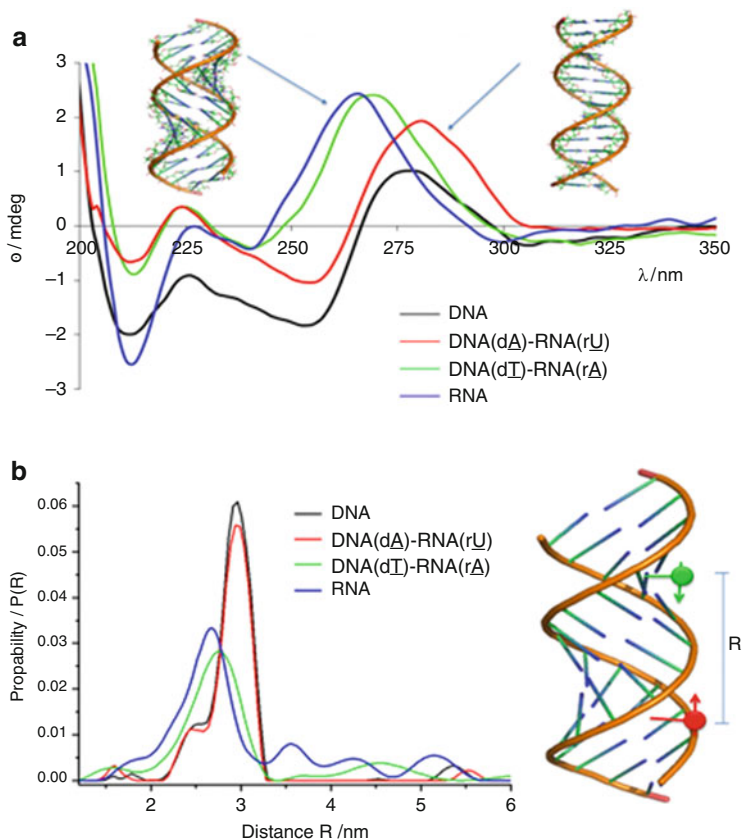 a
3
2
1
0
–1
–2
–3
ɵ / mdeg
200 225 250 275 300 325 350
λ/nm
DNA
DNA(dA)-RNA(rU)
DNA(dT)-RNA(rA)
RNA
b
0.06
0.05
0.04
0.03
0.02
0.01
0.00
Propability / P(R)
DNA
DNA(dA)-RNA(rU)
DNA(dT)-RNA(rA)
RNA
2 3 4 5 6
Distance R /nm
R